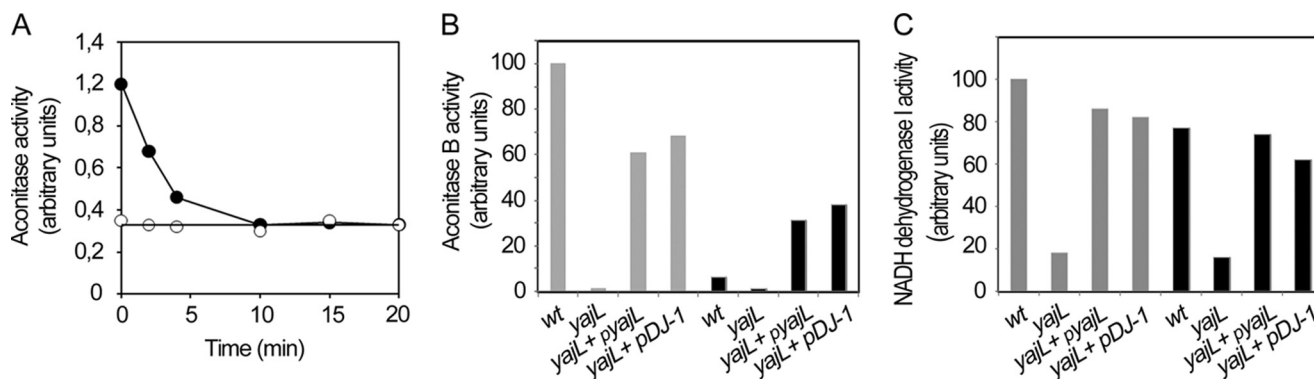 A
Aconitase activity
(arbitrary units)
1,4
1,2
0,8
0,6
0,4
0,2
0
0
5
10
15
20
Time (min)
B
Aconitase B activity
(arbitrary units)
100
80
60
40
20
0
wt
yajL
yajL+ pyajL
yajL+ pDJ-1
wt
yajL
yajL+ pyajL
yajL+ pDJ-1
C
NADH dehydrogenase I activity
(arbitrary units)
100
80
60
40
20
0
wt
yajL
yajL+ pyajL
yajL+ pDJ-1
wt
yajL
yajL+ pyajL
yajL+ pDJ-1